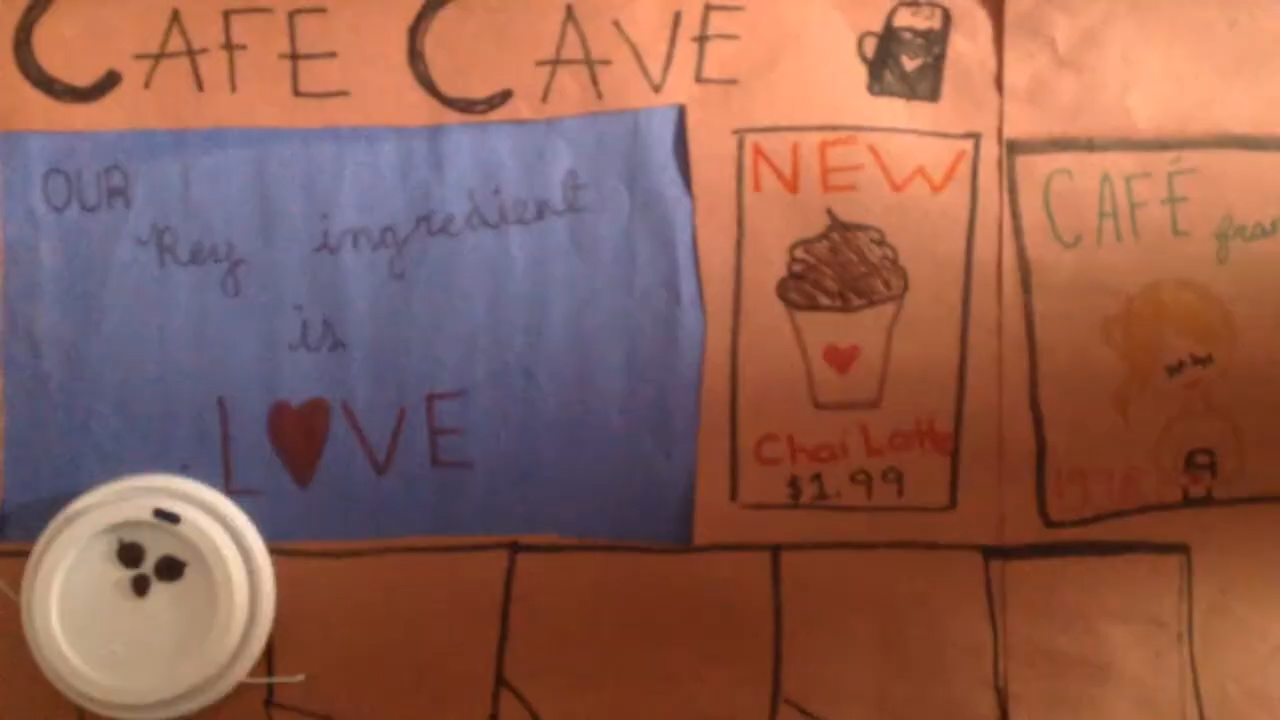 CAFE CAVE
OUR
Key ingredient
is
LOVE
NEW
Chai Latte
$1.99
CAFÉ